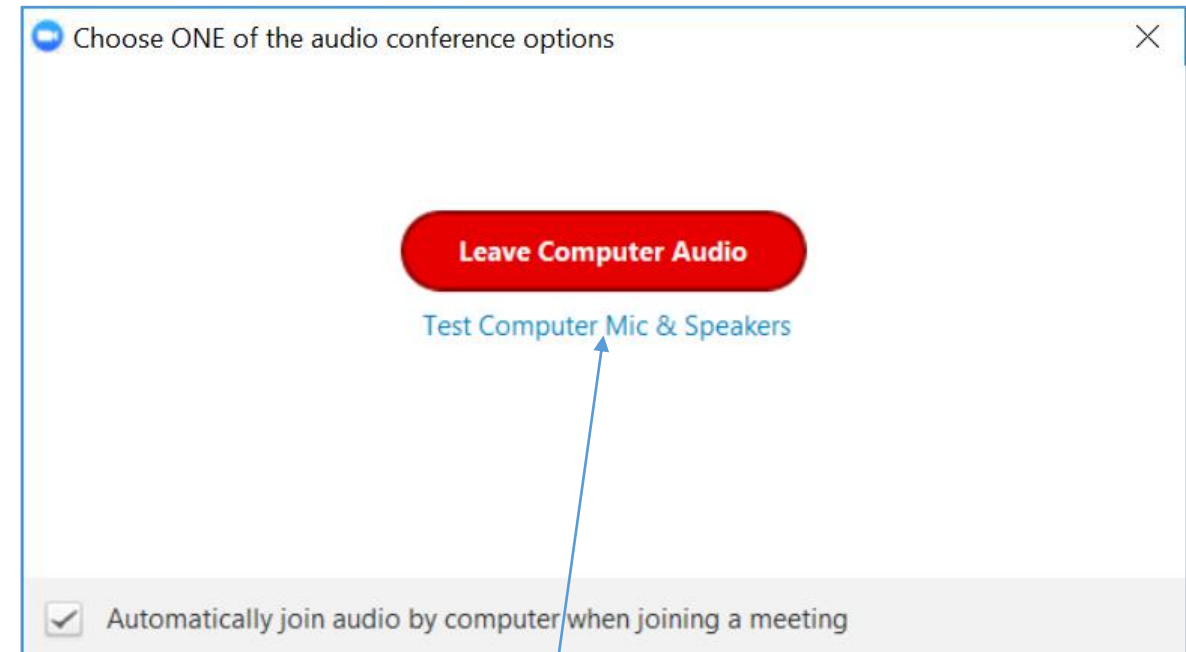 Choose ONE of the audio conference options
Leave Computer Audio
Test Computer Mic & Speakers
Automatically join audio by computer when joining a meeting